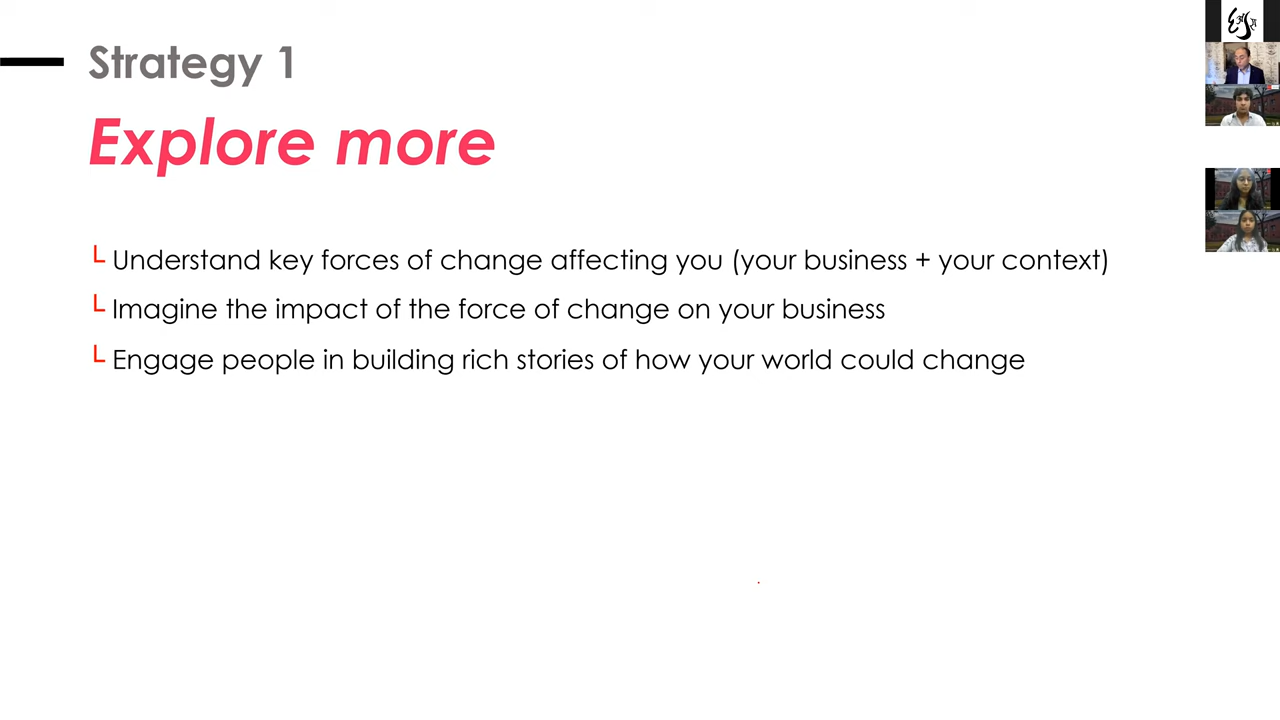 Strategy 1
Explore more
Understand key forces of change affecting you (your business + your context)
Imagine the impact of the force of change on your business
Engage people in building rich stories of how your world could change